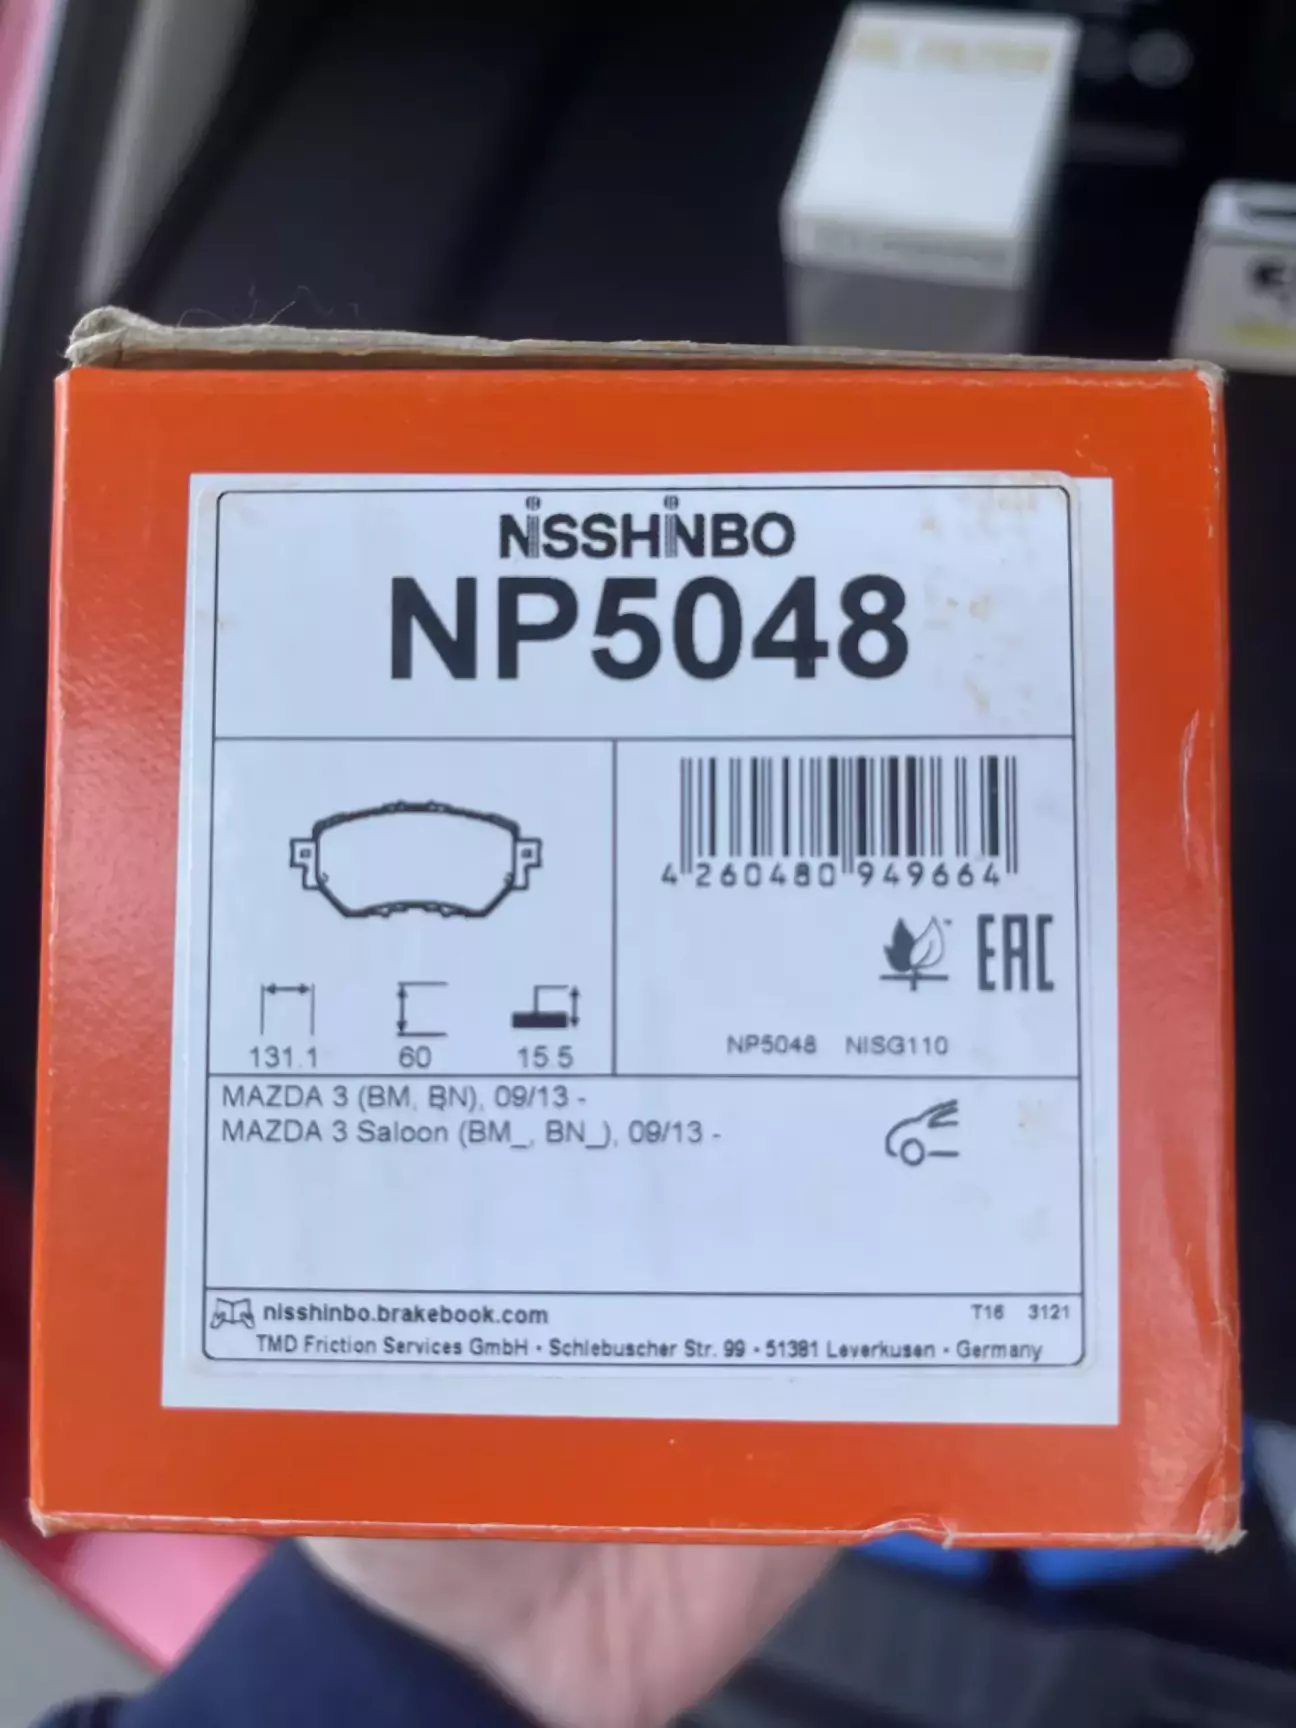 NISSHINBO
NP5048
4 260480 949664
EAC
131.1 60 15.5
NP5048 NISG110
MAZDA 3 (BM, BN), 09/13 -
MAZDA 3 Saloon (BM_, BN_), 09/13 -
nisshinbo.brakebook.com
T16 3121
TMD Friction Services GmbH • Schlebuscher Str. 99 • 51381 Leverkusen • Germany